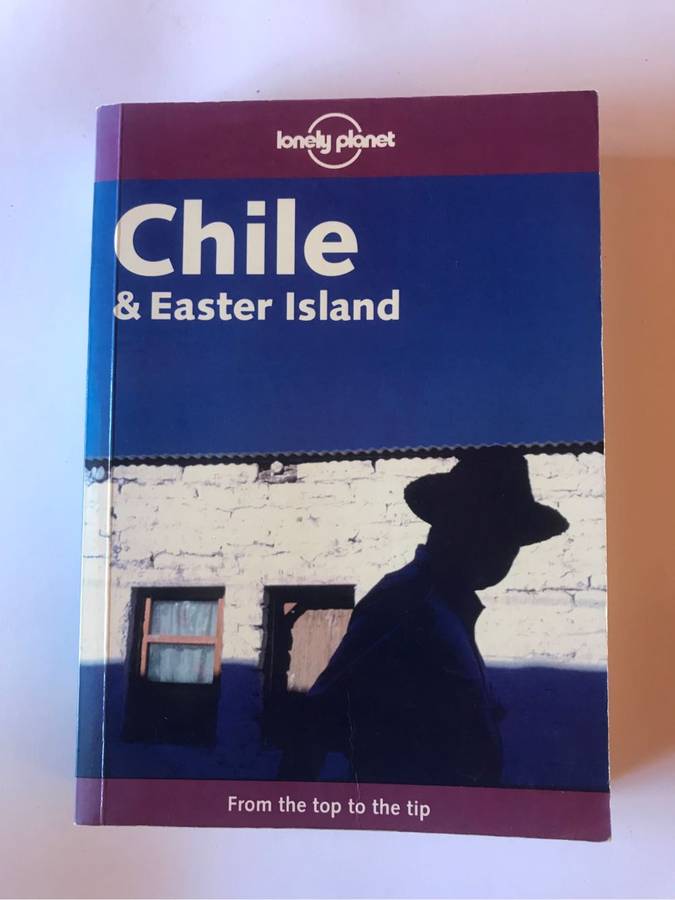 lonely planet
Chile
& Easter Island
From the top to the tip